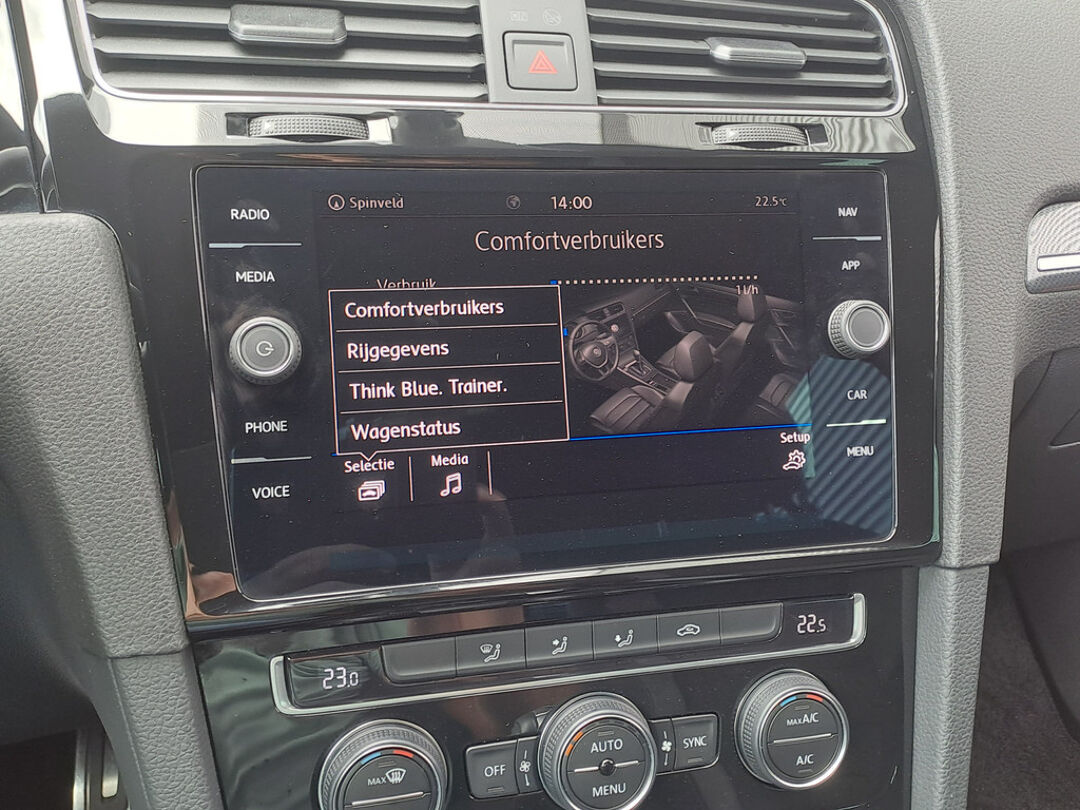 RADIO
MEDIA
PHONE
VOICE
Spinveld
14:00
22.5°C
Comfortverbruikers
Verbruik
1 l/h
Comfortverbruikers
Rijgegevens
Think Blue. Trainer.
Wagenstatus
Selectie
Media
Setup
NAV
APP
CAR
MENU
23.0
22.5
MAX
OFF
AUTO
MENU
SYNC
MAX A/C
A/C